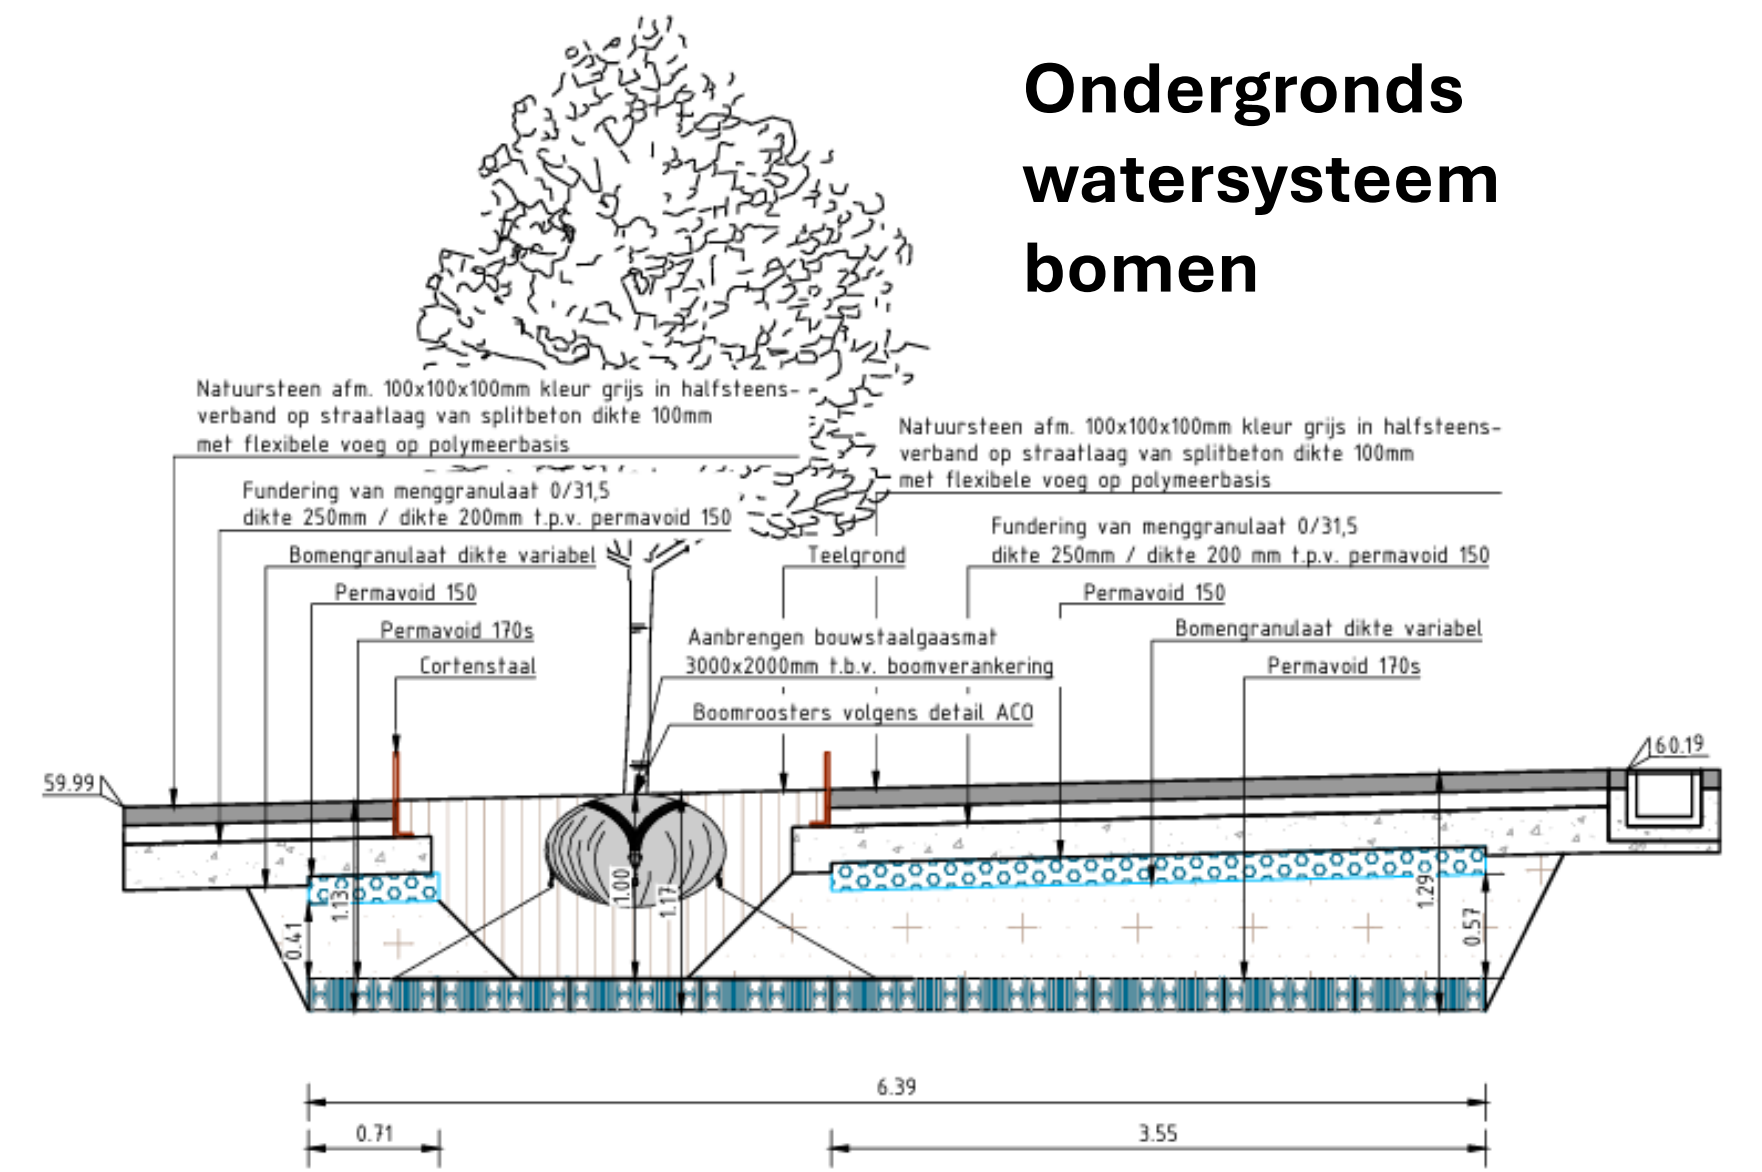 Ondergronds
watersysteem
bomen
Natuursteen afm. 100x100x100mm kleur grijs in halfsteens-
verband op straatlaag van splitbeton dikte 100mm
met flexibele voeg op polymeerbasis
Natuursteen afm. 100x100x100mm kleur grijs in halfsteens-
verband op straatlaag van splitbeton dikte 100mm
met flexibele voeg op polymeerbasis
Fundering van menggranulaat 0/31,5
dikte 250mm / dikte 200mm t.p.v. permavoid 150
Fundering van menggranulaat 0/31,5
dikte 250mm / dikte 200 mm t.p.v. permavoid 150
Bomengranulaat dikte variabel
Teelgrond
Permavoid 150
Permavoid 150
Permavoid 170s
Aanbrengen bouwstaalgaasmat
3000x2000mm t.b.v. boomverankering
Bomengranulaat dikte variabel
Cortenstaal
Permavoid 170s
Boomroosters volgens detail ACO
59.99
60.19
0.41
1.13
1.00
1.17
1.29
0.57
6.39
0.71
3.55